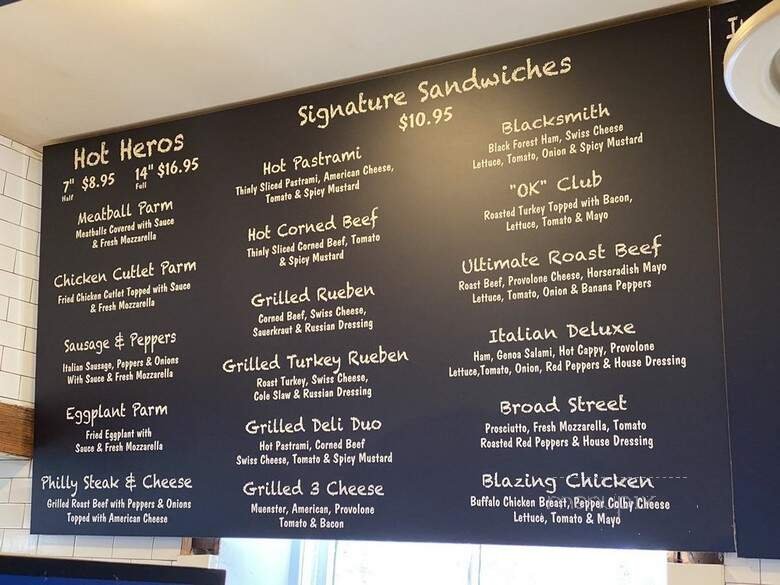 Hot Heros
7" $8.95 14" $16.95
Half Full
Meatball Parm
Meatballs Covered with Sauce
& Fresh Mozzarella
Chicken Cutlet Parm
Fried Chicken Cutlet Topped with Sauce
& Fresh Mozzarella
Sausage & Peppers
Italian Sausage, Peppers & Onions
With Sauce & Fresh Mozzarella
Eggplant Parm
Fried Eggplant with
Sauce & Fresh Mozzarella
Philly Steak & Cheese
Grilled Roast Beef with Peppers & Onions
Topped with American Cheese
Signature Sandwiches
$10.95
Hot Pastrami
Thinly Sliced Pastrami, American Cheese,
Tomato & Spicy Mustard
Hot Corned Beef
Thinly Sliced Corned Beef, Tomato
& Spicy Mustard
Grilled Rueben
Corned Beef, Swiss Cheese,
Sauerkraut & Russian Dressing
Grilled Turkey Rueben
Roast Turkey, Swiss Cheese,
Cole Slaw & Russian Dressing
Grilled Deli Duo
Hot Pastrami, Corned Beef
Swiss Cheese, Tomato & Spicy Mustard
Grilled 3 Cheese
Muenster, American, Provolone
Tomato & Bacon
Blacksmith
Black Forest Ham, Swiss Cheese
Lettuce, Tomato, Onion & Spicy Mustard
"OK" Club
Roasted Turkey Topped with Bacon,
Lettuce, Tomato & Mayo
Ultimate Roast Beef
Roast Beef, Provolone Cheese, Horseradish Mayo
Lettuce, Tomato, Onion & Banana Peppers
Italian Deluxe
Ham, Genoa Salami, Hot Cappy, Provolone
Lettuce,Tomato, Onion, Red Peppers & House Dressing
Broad Street
Prosciutto, Fresh Mozzarella, Tomato
Roasted Red Peppers & House Dressing
Blazing Chicken
Buffalo Chicken Breast, Pepper Colby Cheese
Lettuce, Tomato & Mayo